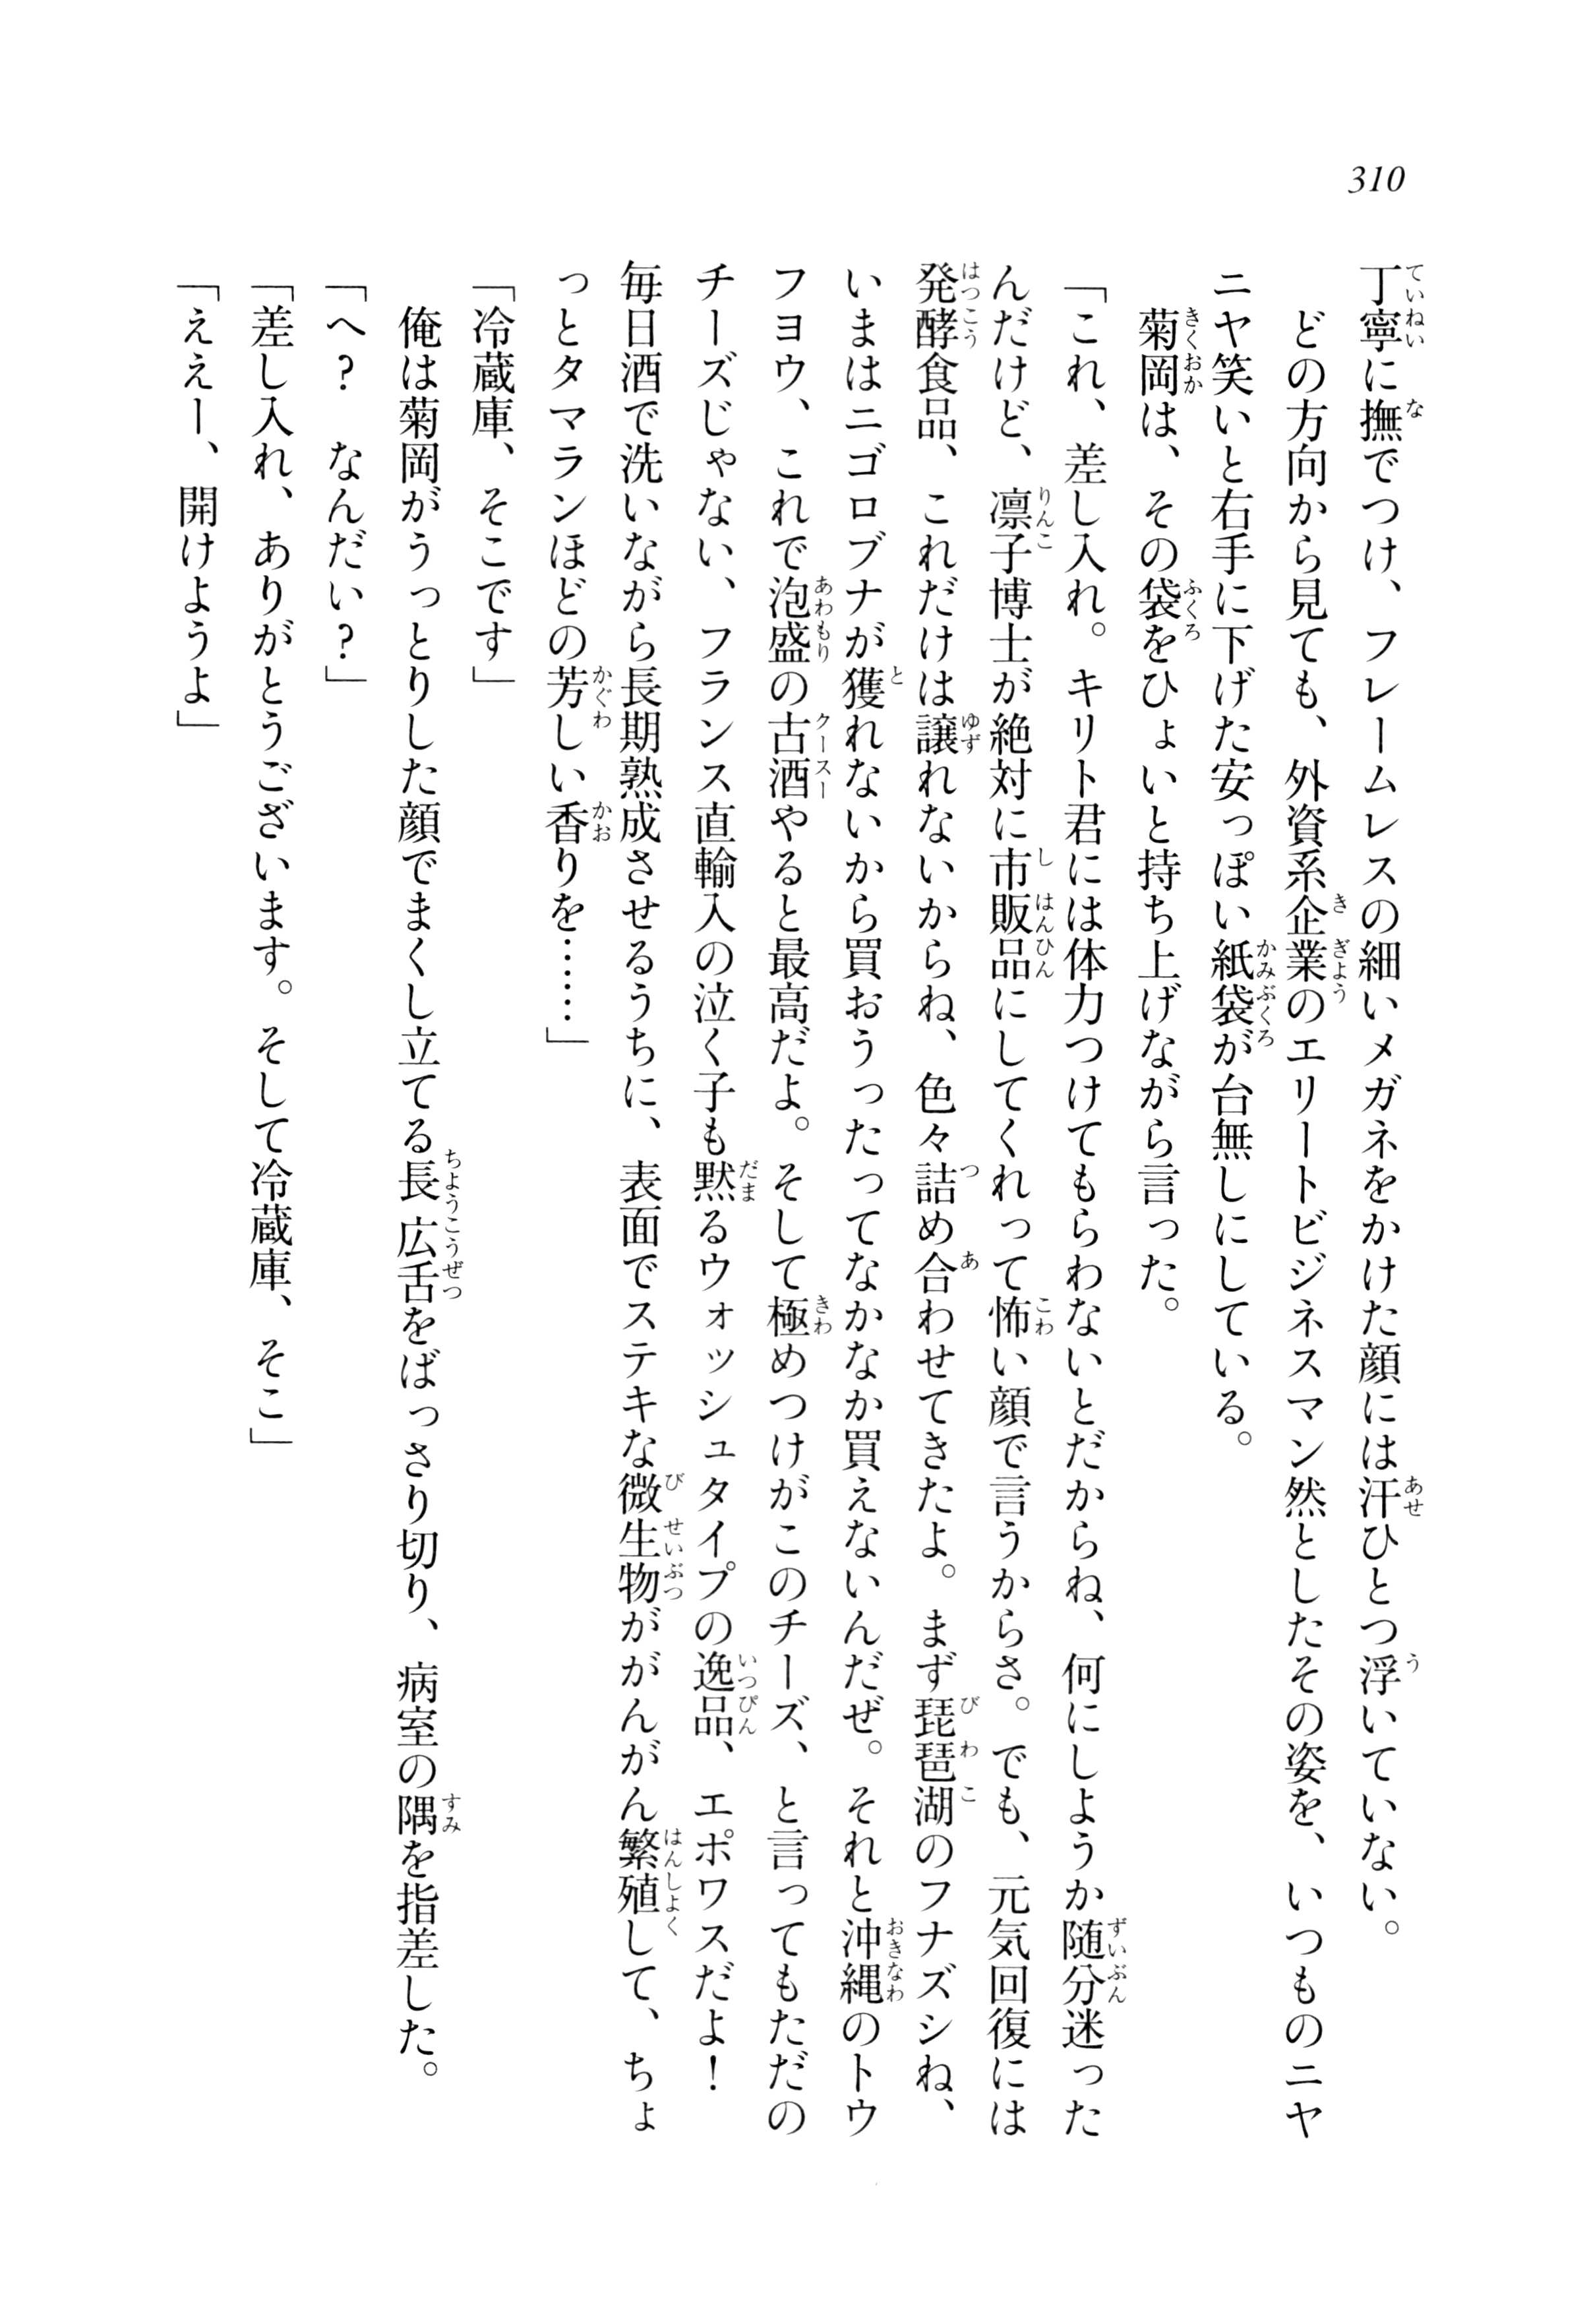 310
丁寧に撫でつけ、フレームレスの細いメガネをかけた顔には汗ひとつ浮いていない。
　どの方向から見ても、外資系企業のエリートビジネスマン然としたその姿を、いつものニヤ
ニヤ笑いと右手に下げた安っぽい紙袋が台無しにしている。
　菊岡は、その袋をひょいと持ち上げながら言った。
「これ、差し入れ。キリト君には体力つけてもらわないとだからね、何にしようか随分迷った
んだけど、凛子博士が絶対に市販品にしてくれって怖い顔で言うからさ。でも、元気回復には
発酵食品、これだけは譲れないからね、色々詰め合わせてきたよ。まず琵琶湖のフナズシね、
いまはニゴロブナが獲れないから買おうったってなかなか買えないんだぜ。それと沖縄のトウ
フヨウ、これで泡盛の古酒やると最高だよ。そして極めつけがこのチーズ、と言ってもただの
チーズじゃない、フランス直輸入の泣く子も黙るウォッシュタイプの逸品、エポワスだよ！
毎日酒で洗いながら長期熟成させるうちに、表面でステキな微生物ががんがん繁殖して、ちょ
っとタマランほどの芳しい香りを……」
「冷蔵庫、そこです」
　俺は菊岡がうっとりした顔でまくし立てる長広舌をばっさり切り、病室の隅を指差した。
「へ？　なんだい？」
「差し入れ、ありがとうございます。そして冷蔵庫、そこ」
「ええー、開けようよ」